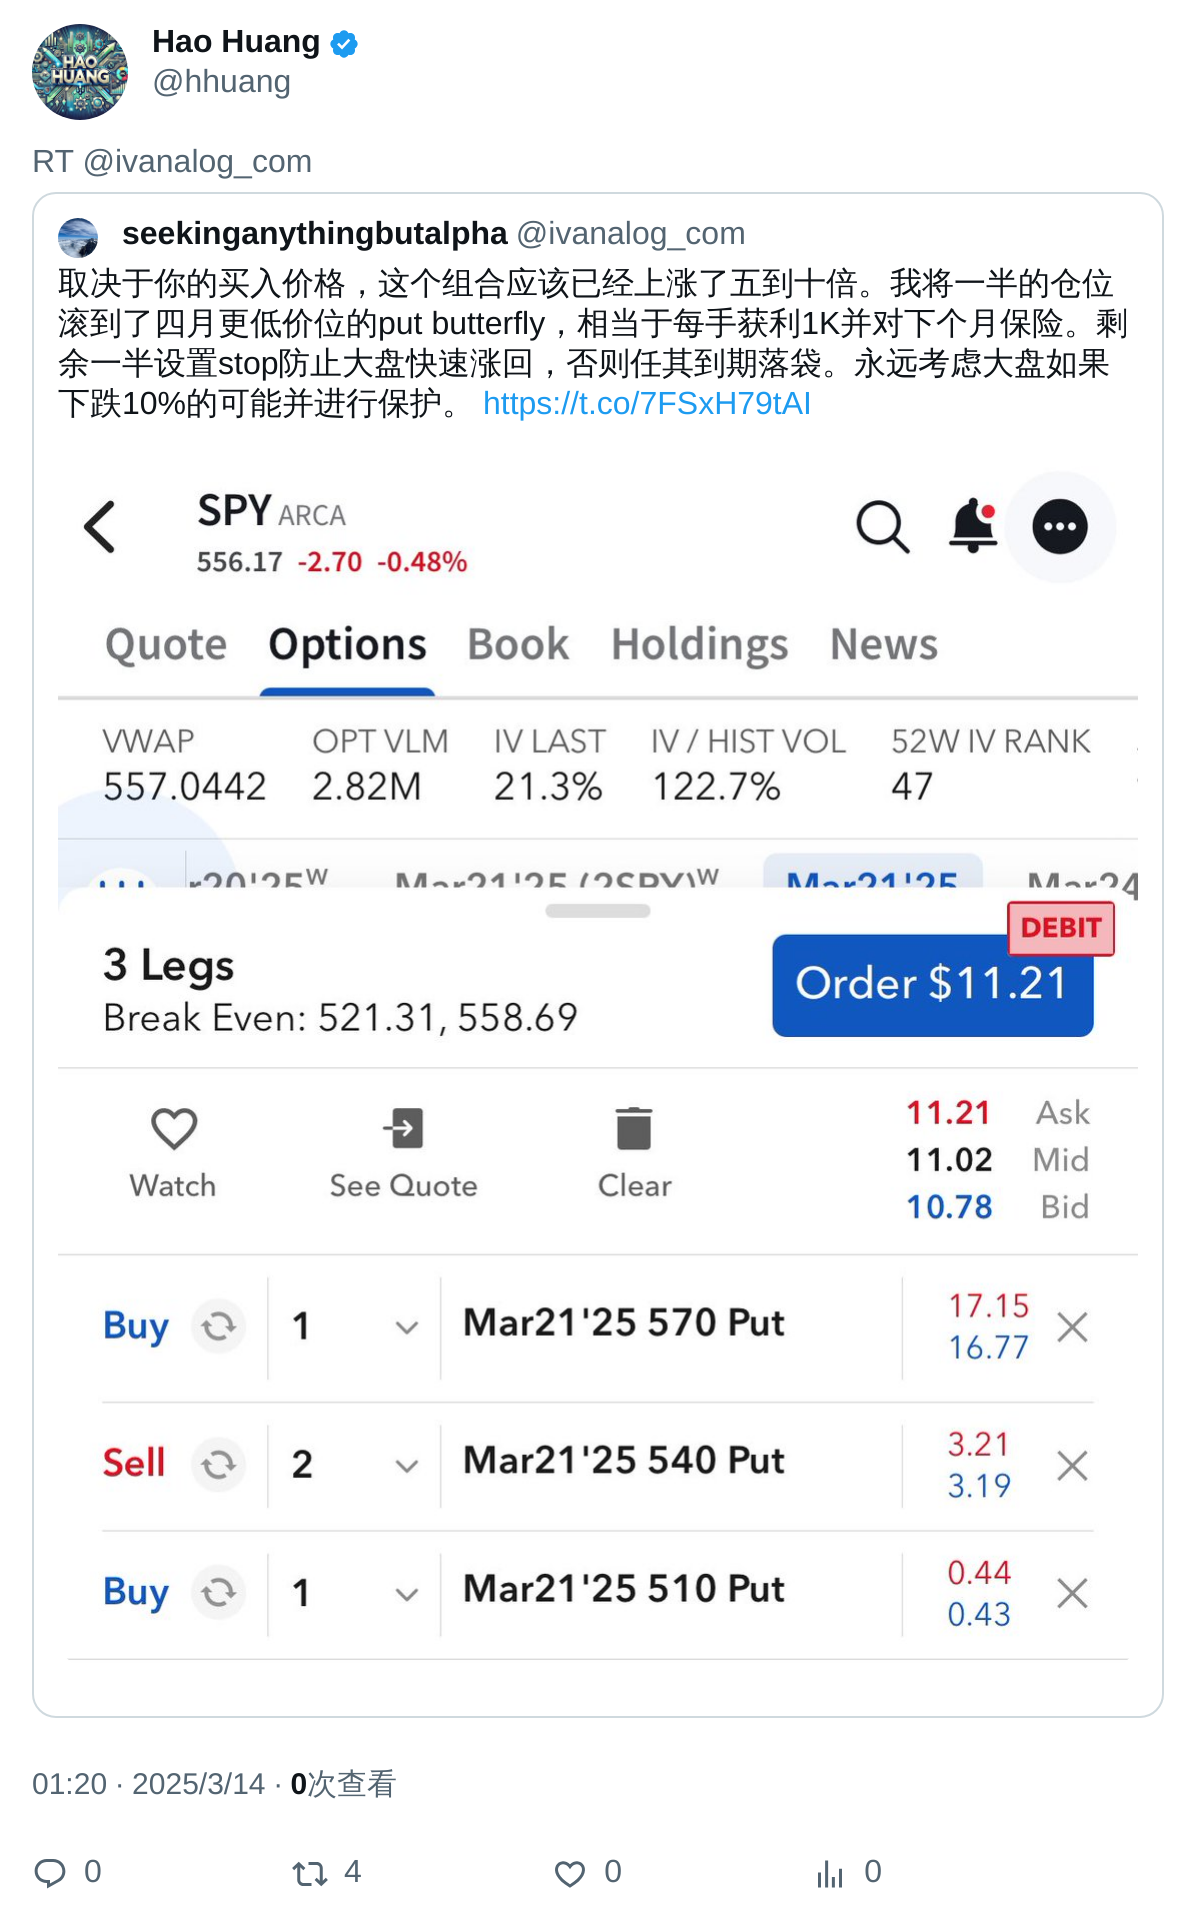 HAO
HUANG
Hao Huang
@hhuang
RT @ivanalog_com
seekinganythingbutalpha @ivanalog_com
取决于你的买入价格，这个组合应该已经上涨了五到十倍。我将一半的仓位
滚到了四月更低价位的put butterfly，相当于每手获利1K并对下个月保险。剩
余一半设置stop防止大盘快速涨回，否则任其到期落袋。永远考虑大盘如果
下跌10%的可能并进行保护。 https://t.co/7FSxH79tAI
SPY ARCA
556.17 -2.70 -0.48%
Quote Options Book Holdings News
VWAP OPT VLM IV LAST IV / HIST VOL 52W IV RANK
557.0442 2.82M 21.3% 122.7% 47
r20'25W Mar21'25 (2SPY)W Mar21'25 Mar24
DEBIT
3 Legs
Order $11.21
Break Even: 521.31, 558.69
11.21 Ask
11.02 Mid
10.78 Bid
Watch See Quote Clear
Buy 1 Mar21'25 570 Put 17.15
16.77
Sell 2 Mar21'25 540 Put 3.21
3.19
Buy 1 Mar21'25 510 Put 0.44
0.43
01:20 · 2025/3/14 · 0次查看
0 4 0 0